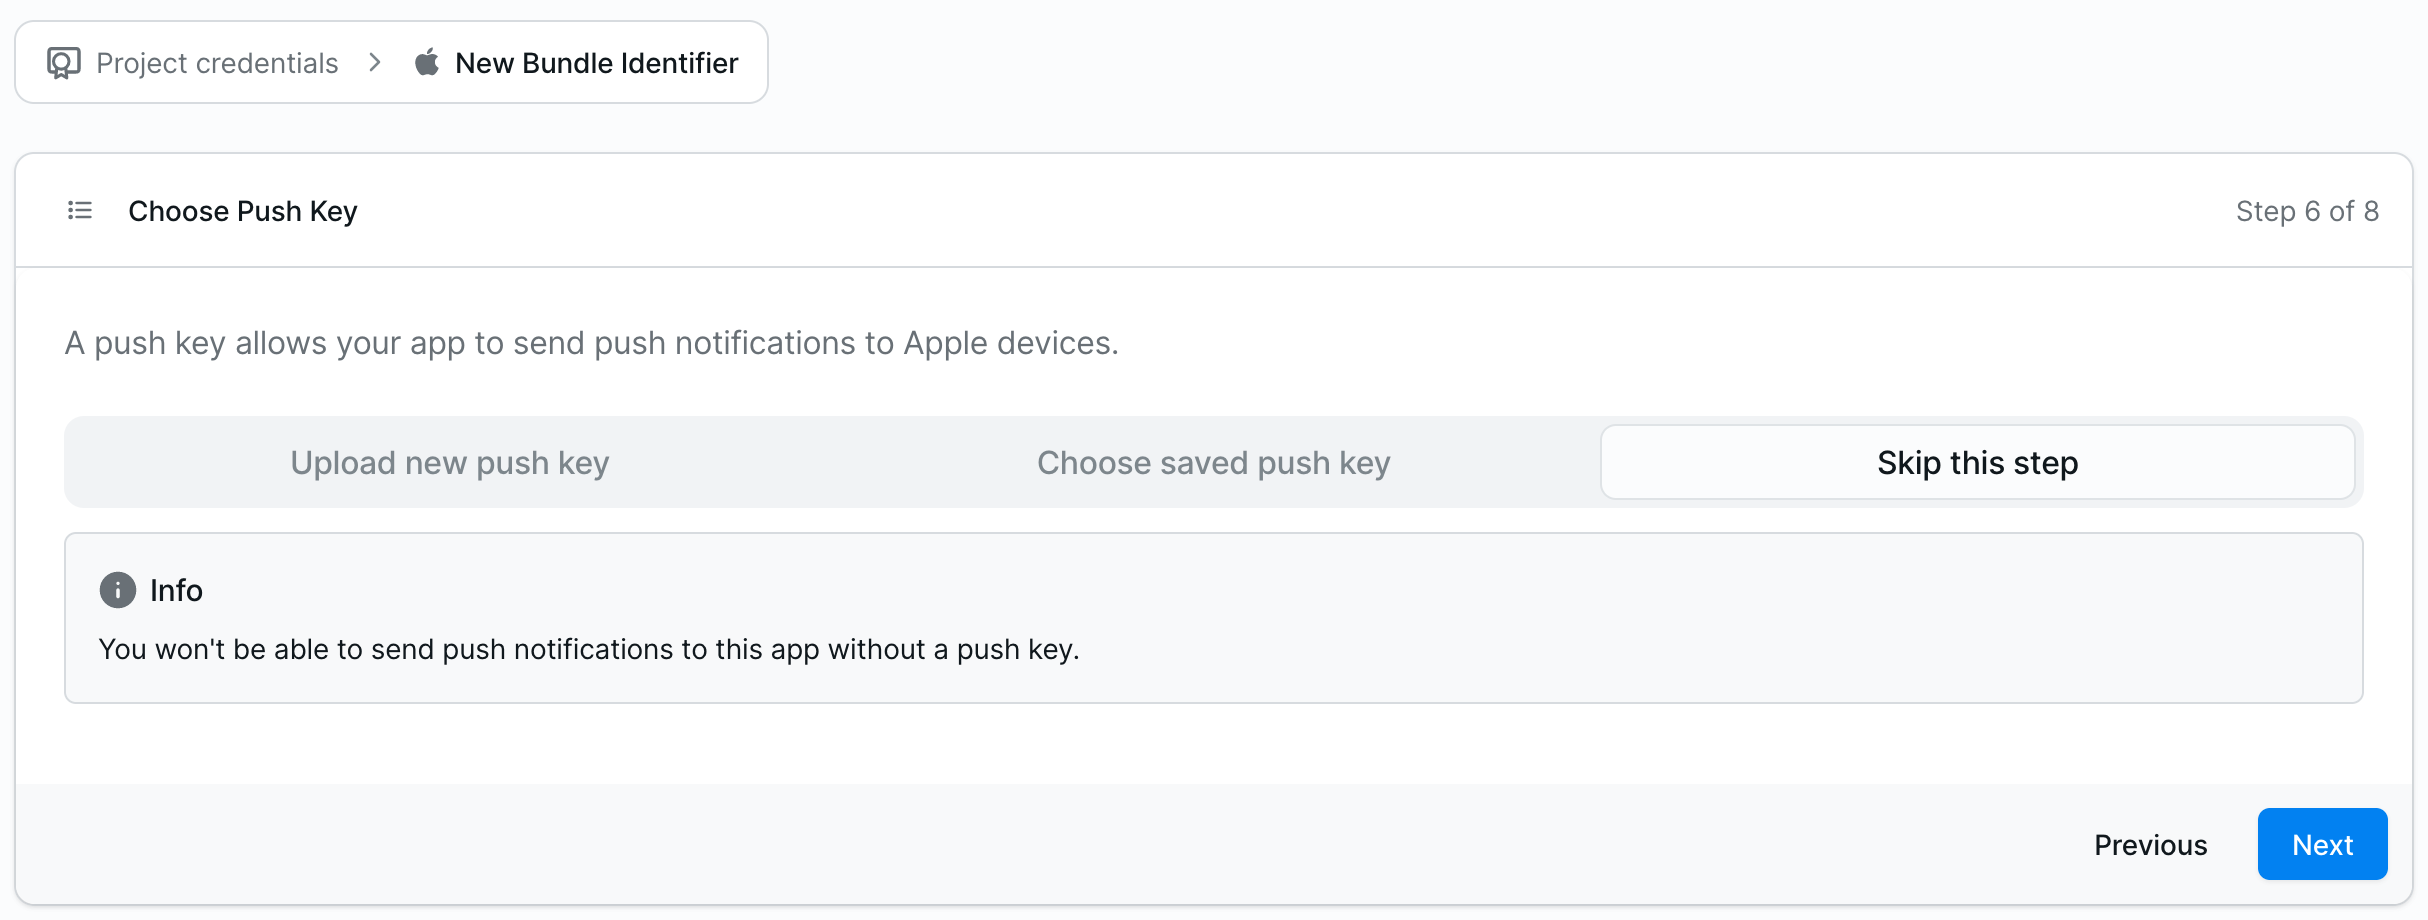 Project credentials > New Bundle Identifier
Choose Push Key
Step 6 of 8
A push key allows your app to send push notifications to Apple devices.
Upload new push key
Choose saved push key
Skip this step
Info
You won't be able to send push notifications to this app without a push key.
Previous
Next